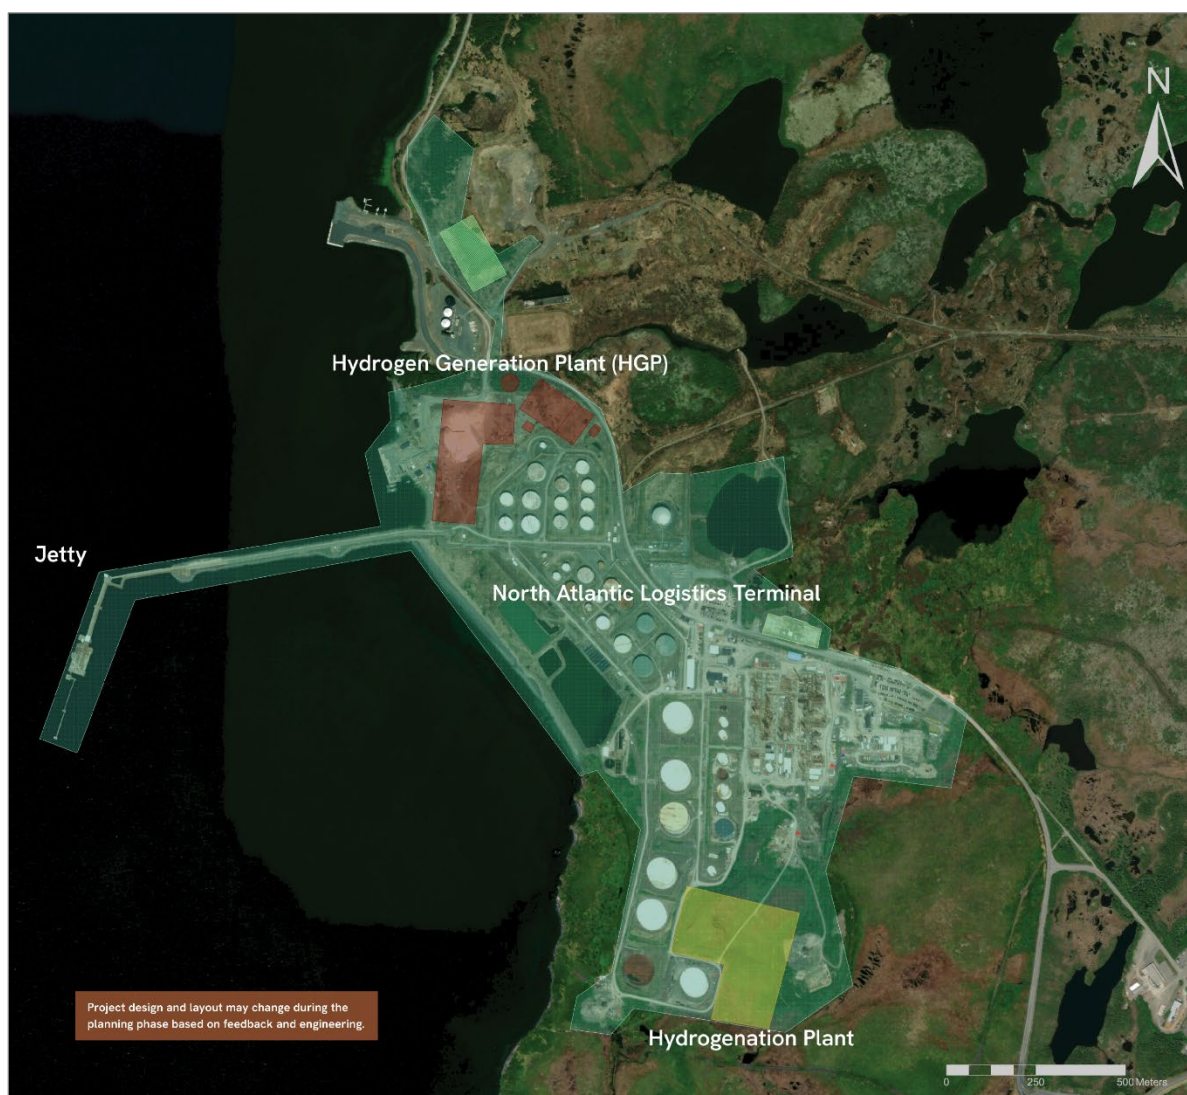 N
Hydrogen Generation Plant (HGP)
Jetty
North Atlantic Logistics Terminal
Project design and layout may change during the
planning phase based on feedback and engineering.
Hydrogenation Plant
0 250 500 Meters